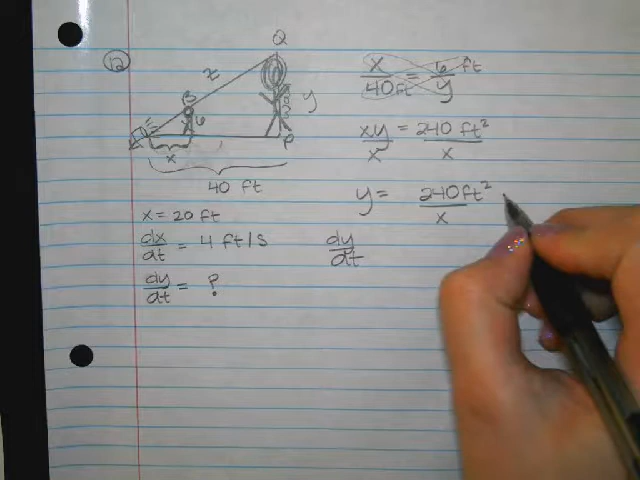 12
Q
z
B
6
y
x
P
40 ft
x = 20 ft
dx/dt = 4 ft/s
dy/dt = ?
x/40ft = 6/y ft
xy/x = 240 ft²/x
y = 240ft²/x
dy/dt